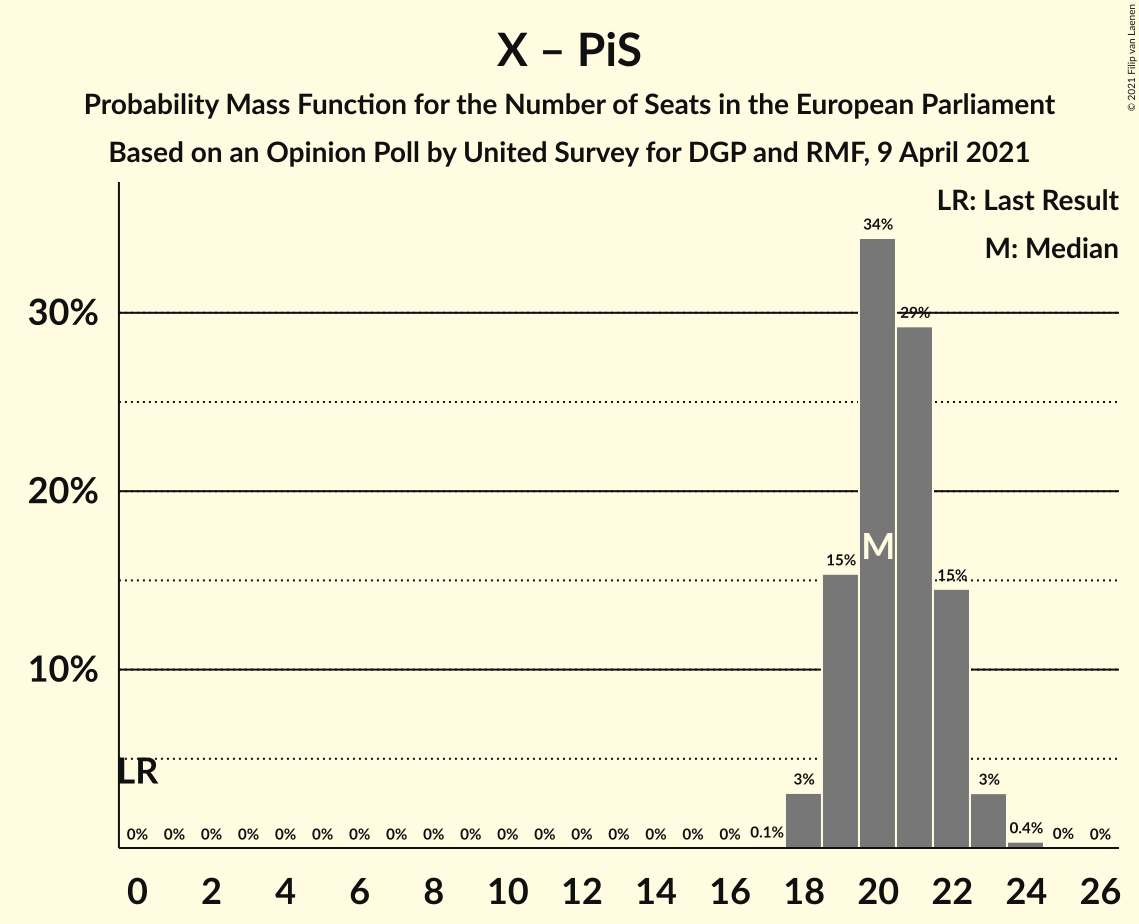 X – PiS
Probability Mass Function for the Number of Seats in the European Parliament
Based on an Opinion Poll by United Survey for DGP and RMF, 9 April 2021
© 2021 Filip van Laenen
LR: Last Result
M: Median
34%
30%
29%
20%
M
15%
15%
10%
LR
3%
3%
0% 0% 0% 0% 0% 0% 0% 0% 0% 0% 0% 0% 0% 0% 0% 0% 0% 0.1% 0.4% 0% 0%
0 2 4 6 8 10 12 14 16 18 20 22 24 26